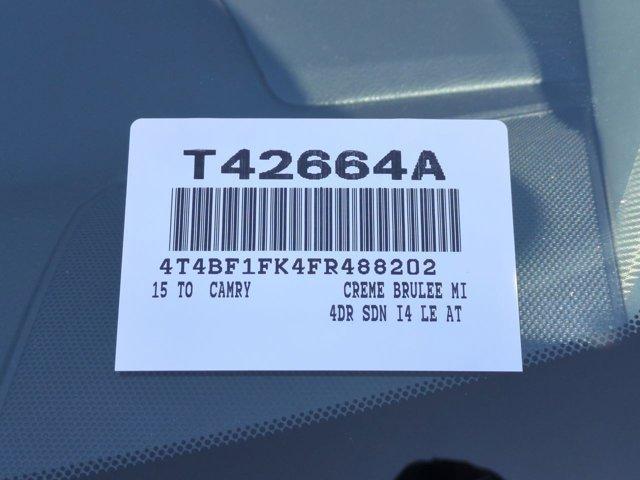 T42664A
4T4BF1FK4FR488202
15 TO CAMRY CREME BRULEE MI
4DR SDN I4 LE AT